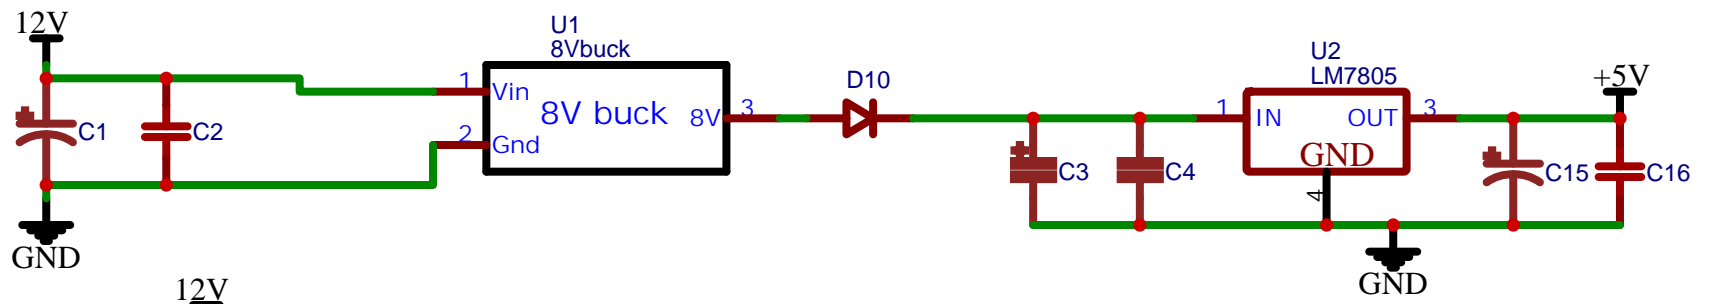 12V
C1
C2
GND
U1
8Vbuck
1
Vin
8V buck
8V
3
2
Gnd
D10
C3
C4
U2
LM7805
1
IN
OUT
3
GND
4
+5V
C15
C16
GND
12V